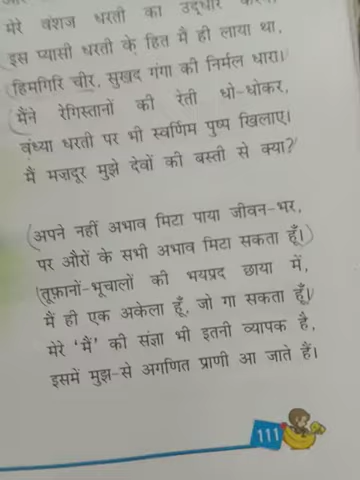 मेरे वंशज धरती का उद्धार
इस प्यासी धरती के हित मैं ही लाया था,
(हिमगिरि चीर, सुखद गंगा की निर्मल धारा।
(मैंने रेगिस्तानों की रेती धो-धोकर,
वंध्या धरती पर भी स्वर्णिम पुष्प खिलाए।
मैं मज़दूर मुझे देवों की बस्ती से क्या?
(अपने नहीं अभाव मिटा पाया जीवन-भर,
पर औरों के सभी अभाव मिटा सकता हूँ।)
(तूफ़ानों-भूचालों की भयप्रद छाया में,
मैं ही एक अकेला हूँ, जो गा सकता हूँ।)
मेरे 'मैं' की संज्ञा भी इतनी व्यापक है,
इसमें मुझ-से अगणित प्राणी आ जाते हैं।
111